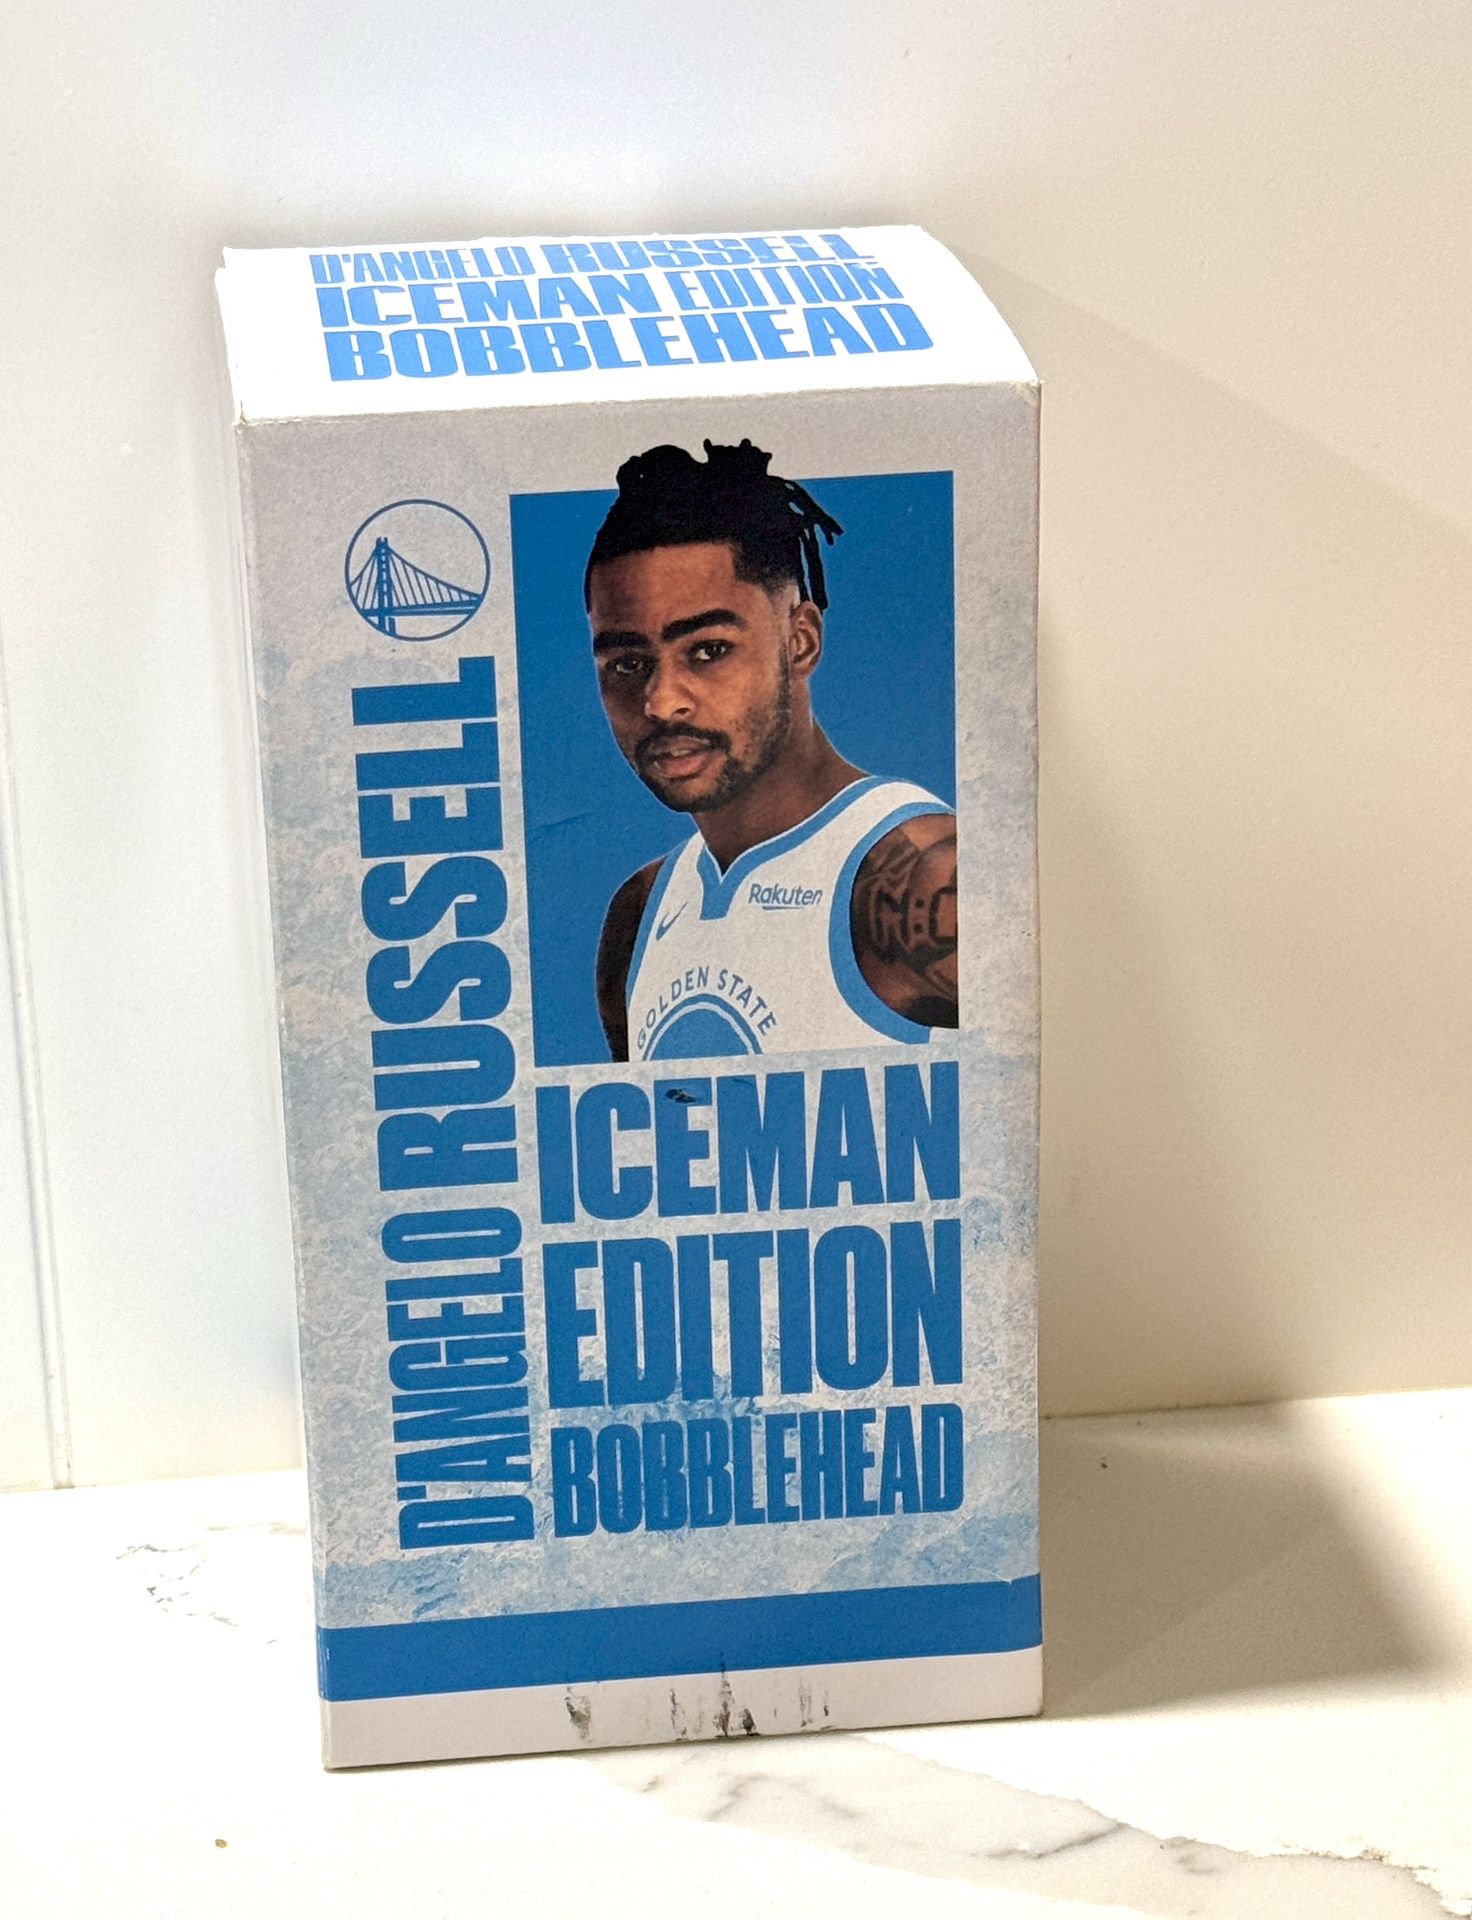 D'ANGELO RUSSELL
ICEMAN EDITION
BOBBLEHEAD
D'ANGELO RUSSELL
Rakuten
GOLDEN STATE
ICEMAN
EDITION
BOBBLEHEAD